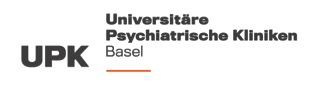 UPK
Universitäre
Psychiatrische Kliniken
Basel